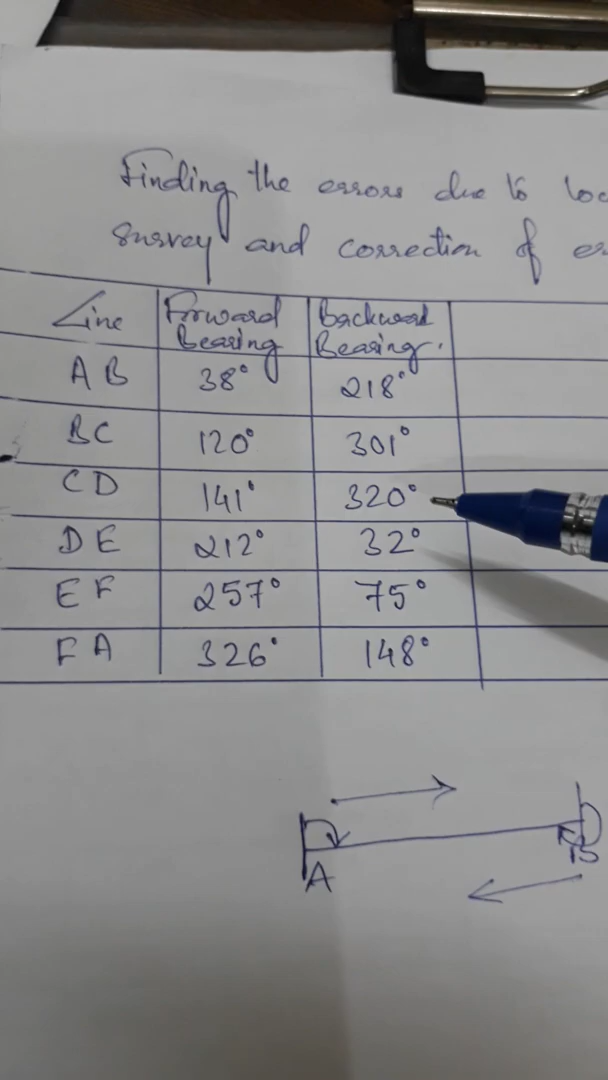 Finding the errors due to
survey and correction of
Line Forward Bearing Backward Bearing.
AB 38° 218°
BC 120° 301°
CD 141° 320°
DE 212° 32°
EF 257° 75°
FA 326° 148°
A B